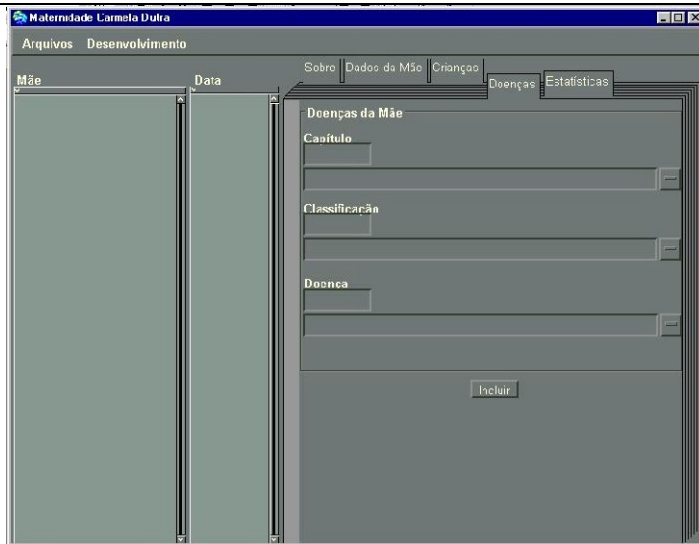 Maternidade Carmela Dutra
Arquivos Desenvolvimento
Sobre Dados da Mãe Crianças
Doenças Estatísticas
Mãe Data
Doenças da Mãe
Capítulo
Classificação
Doença
Incluir